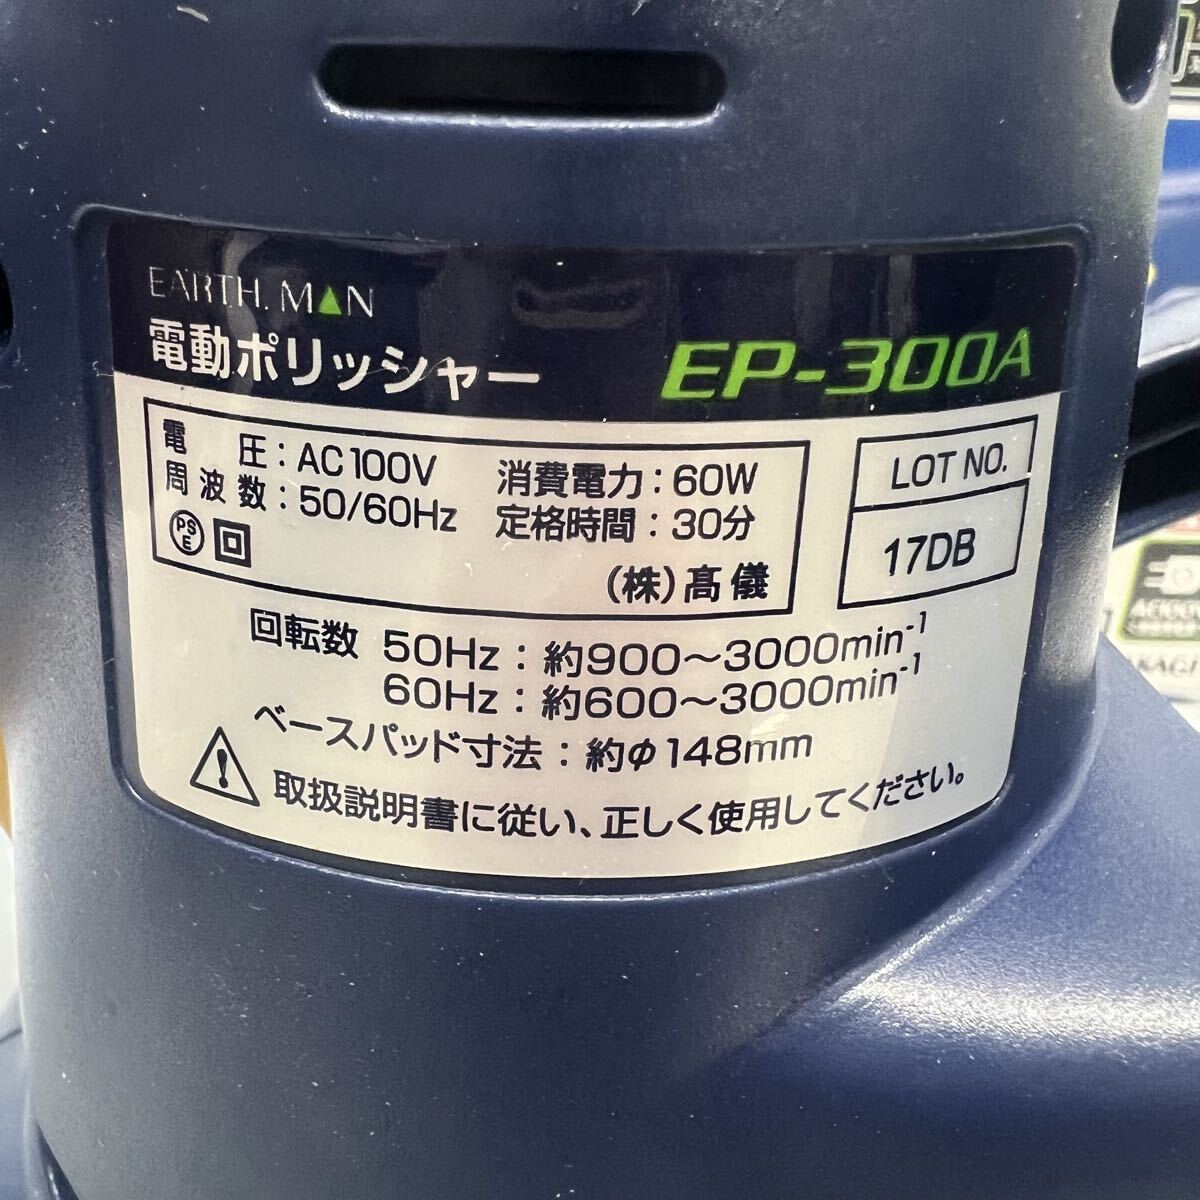 EARTH MAN
電動ポリッシャー EP-300A
電圧:AC100V 消費電力:60W
周波数:50/60Hz 定格時間:30分
PS E
(株)髙儀
LOT NO.
17DB
回転数 50Hz:約900〜3000min-1
60Hz:約600〜3000min-1
ベースパッド寸法:約φ148mm
取扱説明書に従い、正しく使用してください。
AKAGI